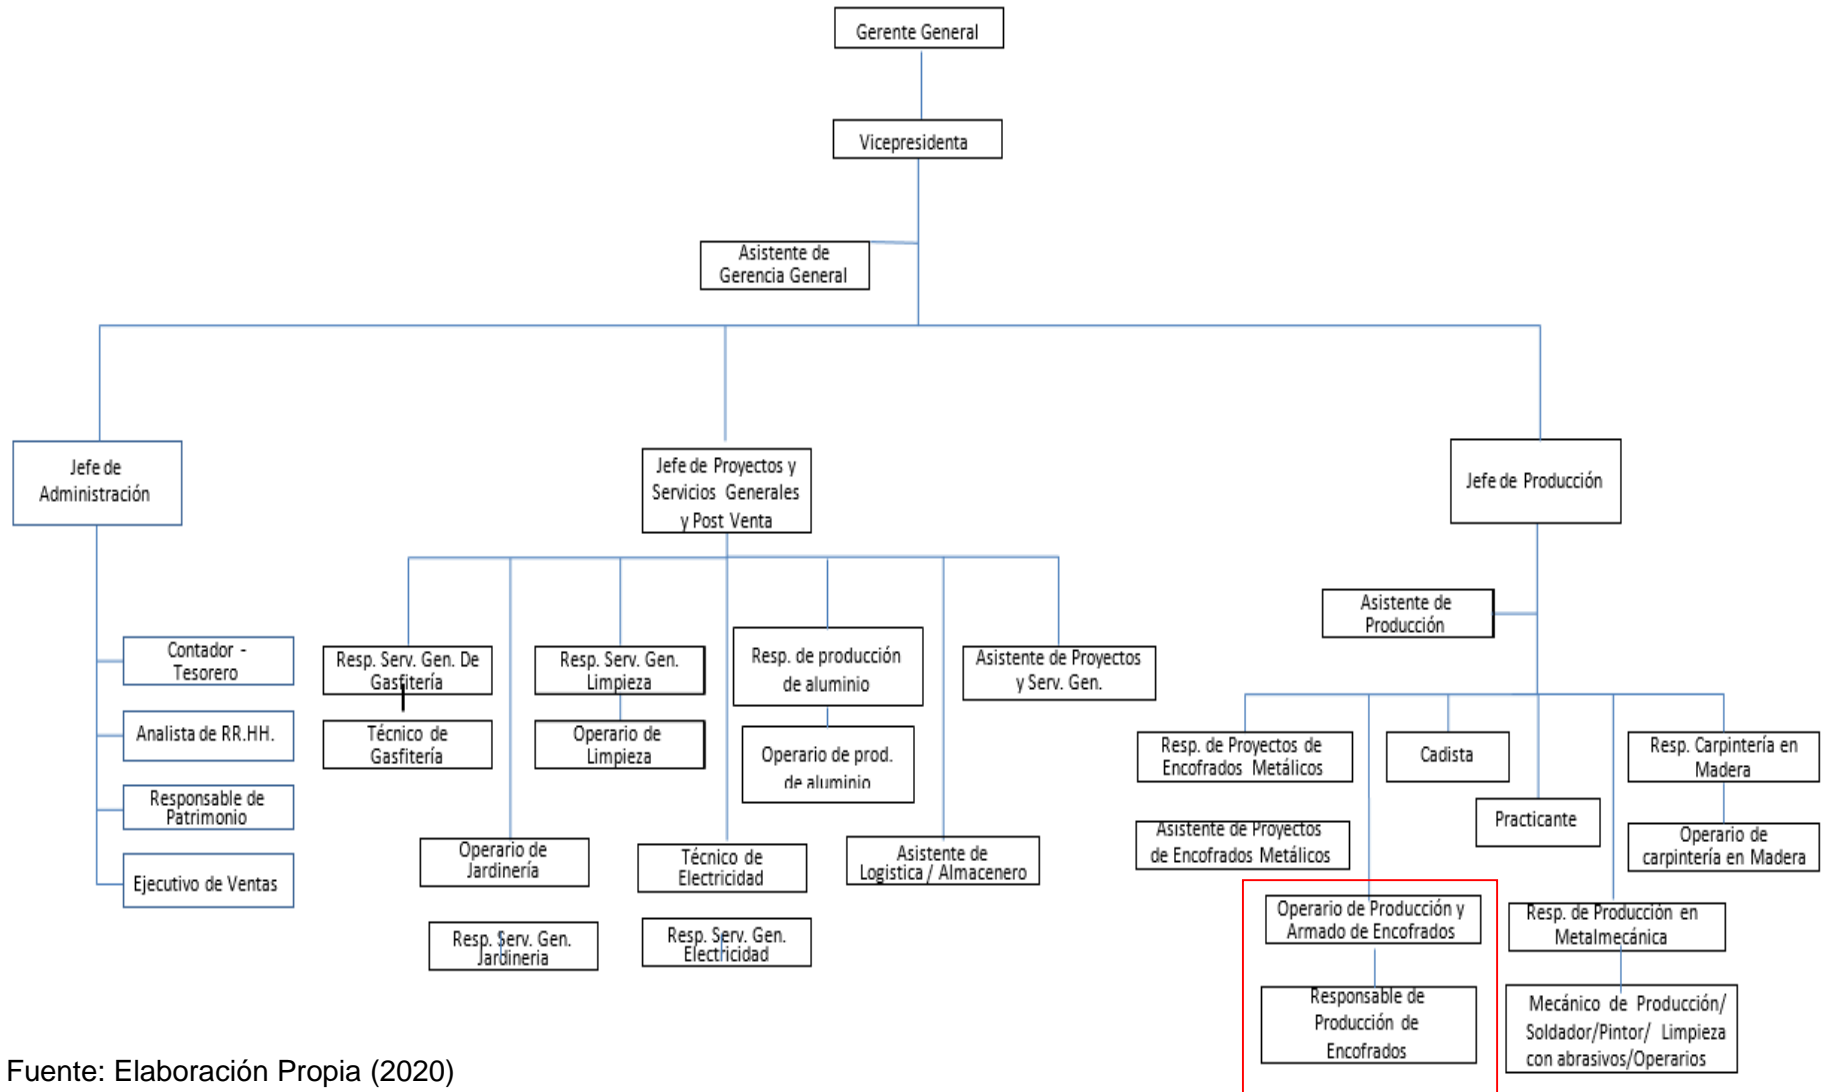 Gerente General
Vicepresidenta
Asistente de
Gerencia General
Jefe de
Administración
Jefe de Proyectos y
Servicios Generales
y Post Venta
Jefe de Producción
Contador -
Tesorero
Analista de RR.HH.
Responsable de
Patrimonio
Ejecutivo de Ventas
Resp. Serv. Gen. De
Gasfitería
Técnico de
Gasfitería
Operario de
Jardinería
Resp. Serv. Gen.
Jardineria
Resp. Serv. Gen.
Limpieza
Operario de
Limpieza
Técnico de
Electricidad
Resp. Serv. Gen.
Electricidad
Resp. de producción
de aluminio
Operario de prod.
de aluminio
Asistente de
Logistica / Almacenero
Asistente de Proyectos
y Serv. Gen.
Asistente de
Producción
Resp. de Proyectos de
Encofrados Metálicos
Asistente de Proyectos
de Encofrados Metálicos
Operario de Producción y
Armado de Encofrados
Responsable de
Producción de
Encofrados
Cadista
Practicante
Resp. de Producción en
Metalmecánica
Mecánico de Producción/
Soldador/Pintor/ Limpieza
con abrasivos/Operarios
Resp. Carpintería en
Madera
Operario de
carpintería en Madera
Fuente: Elaboración Propia (2020)